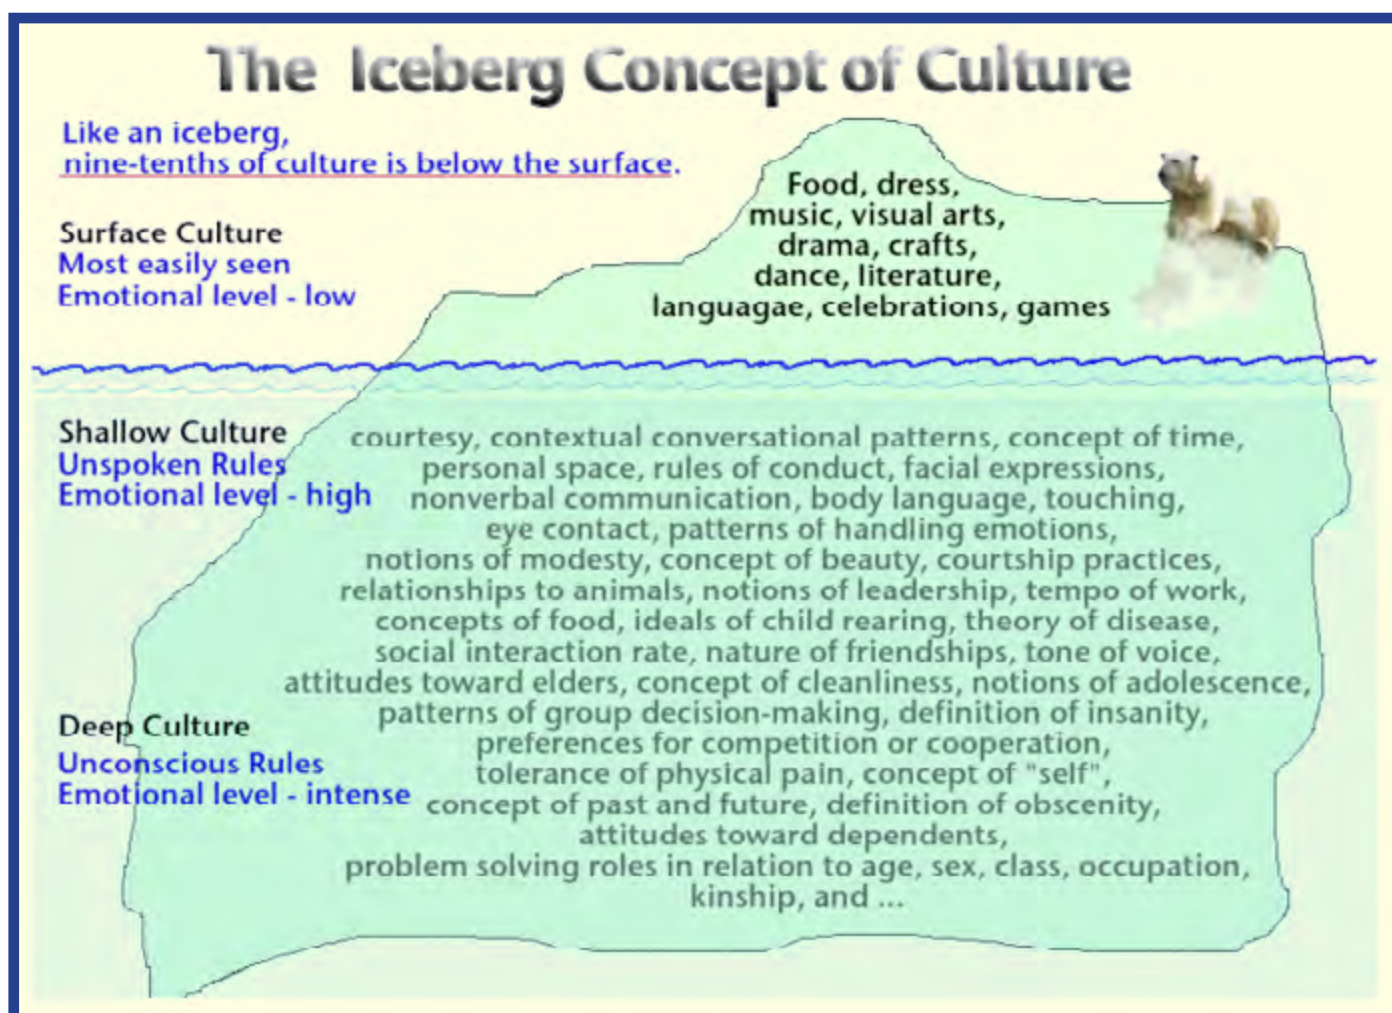 The Iceberg Concept of Culture
Like an iceberg,
nine-tenths of culture is below the surface.
Surface Culture
Most easily seen
Emotional level - low
Food, dress,
music, visual arts,
drama, crafts,
dance, literature,
languagae, celebrations, games
Shallow Culture
Unspoken Rules
Emotional level - high
courtesy, contextual conversational patterns, concept of time,
personal space, rules of conduct, facial expressions,
nonverbal communication, body language, touching,
eye contact, patterns of handling emotions,
notions of modesty, concept of beauty, courtship practices,
relationships to animals, notions of leadership, tempo of work,
concepts of food, ideals of child rearing, theory of disease,
social interaction rate, nature of friendships, tone of voice,
attitudes toward elders, concept of cleanliness, notions of adolescence,
patterns of group decision-making, definition of insanity,
preferences for competition or cooperation,
tolerance of physical pain, concept of "self",
concept of past and future, definition of obscenity,
attitudes toward dependents,
problem solving roles in relation to age, sex, class, occupation,
kinship, and ...
Deep Culture
Unconscious Rules
Emotional level - intense